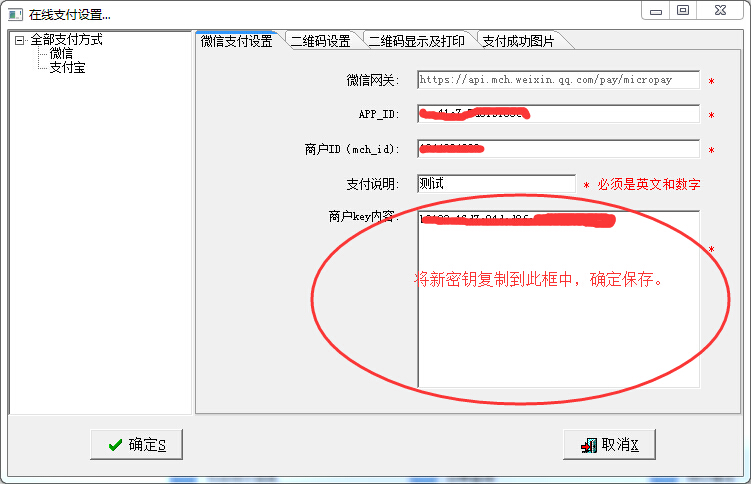 在线支付设置...
全部支付方式
微信
支付宝
微信支付设置
二维码设置
二维码显示及打印
支付成功图片
微信网关:
https://api.mch.weixin.qq.com/pay/micropay
*
APP_ID:
*
商户ID(mch_id):
*
支付说明:
测试
* 必须是英文和数字
商户key内容:
*
将新密钥复制到此框中，确定保存。
确定S
取消X